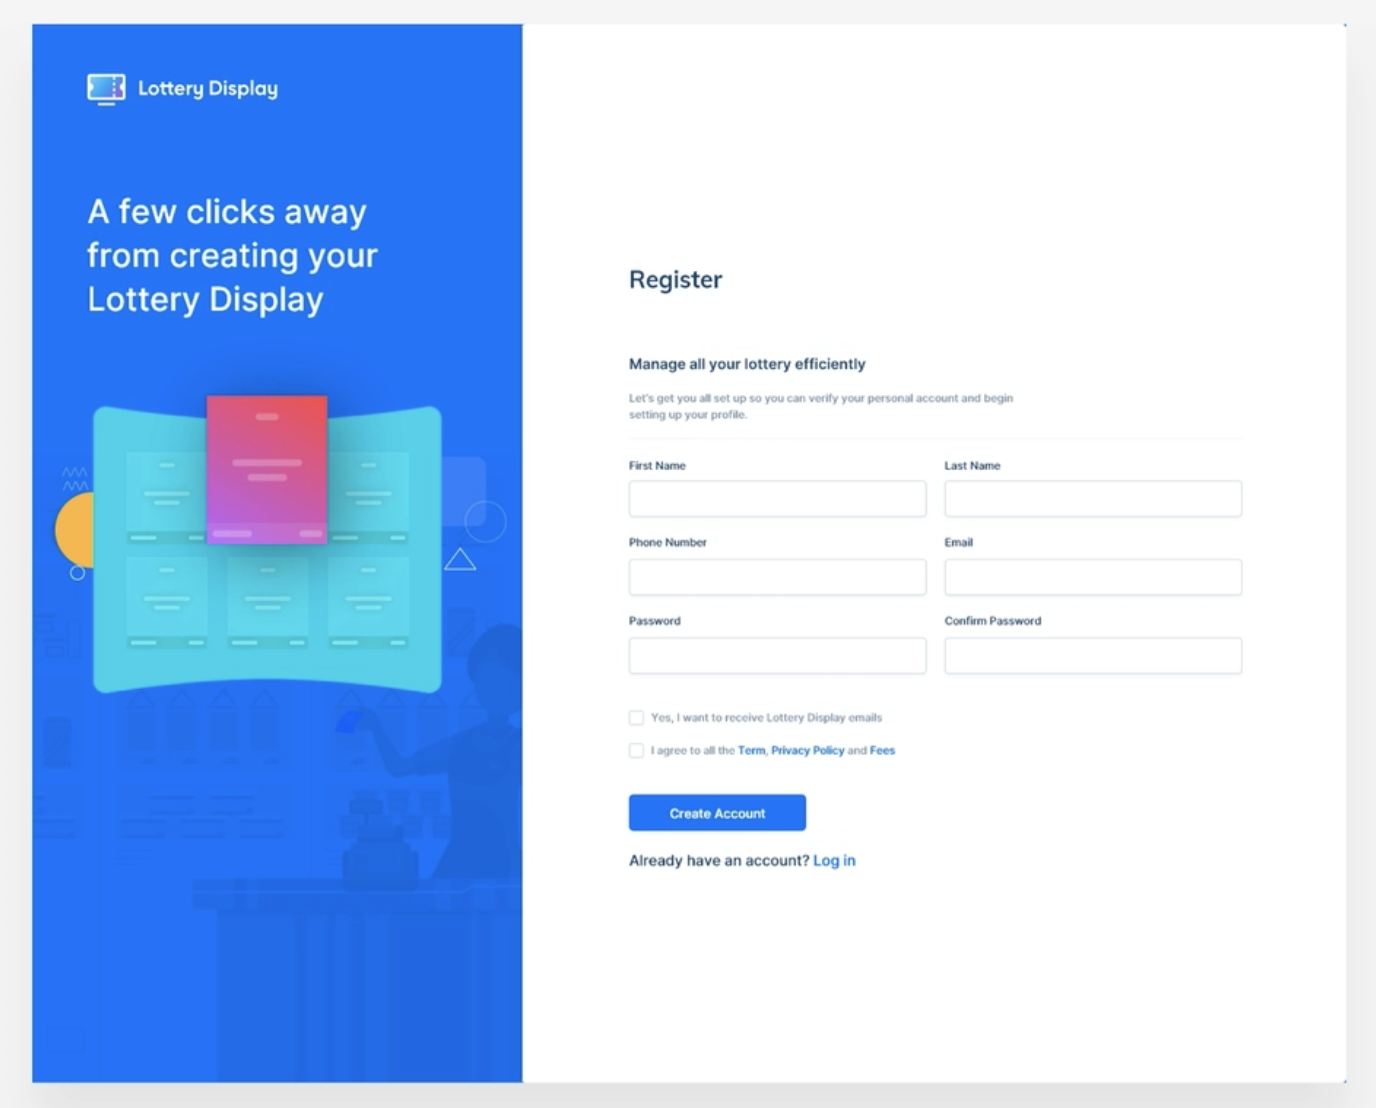 Lottery Display
A few clicks away
from creating your
Lottery Display
Register
Manage all your lottery efficiently
Let's get you all set up so you can verify your personal account and begin
setting up your profile.
First Name
Last Name
Phone Number
Email
Password
Confirm Password
Yes, I want to receive Lottery Display emails
I agree to all the Term, Privacy Policy and Fees
Create Account
Already have an account? Log in